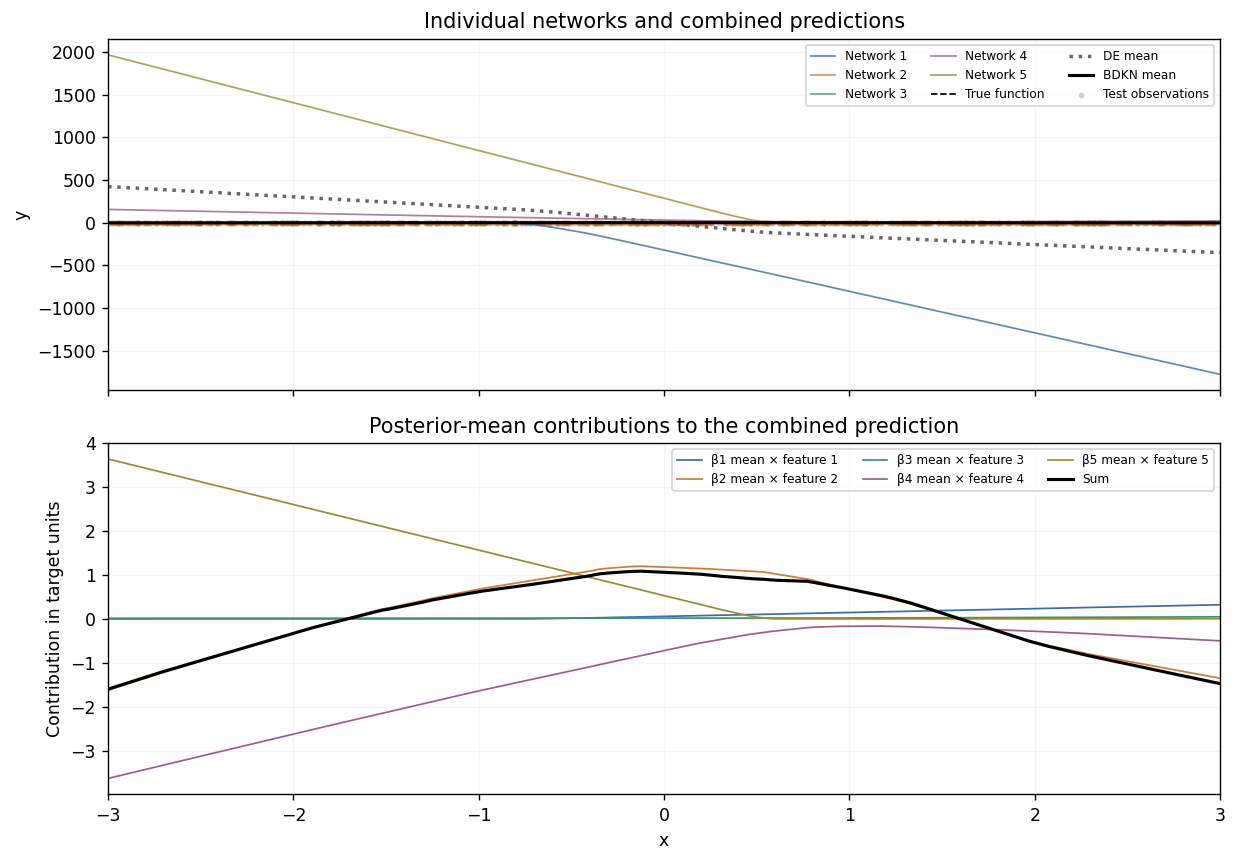 Individual networks and combined predictions
2000
1500
1000
500
0
−500
−1000
−1500
y
Network 1
Network 2
Network 3
Network 4
Network 5
True function
DE mean
BDKN mean
Test observations
Posterior-mean contributions to the combined prediction
4
3
2
1
0
−1
−2
−3
Contribution in target units
β1 mean × feature 1
β2 mean × feature 2
β3 mean × feature 3
β4 mean × feature 4
β5 mean × feature 5
Sum
−3 −2 −1 0 1 2 3
x